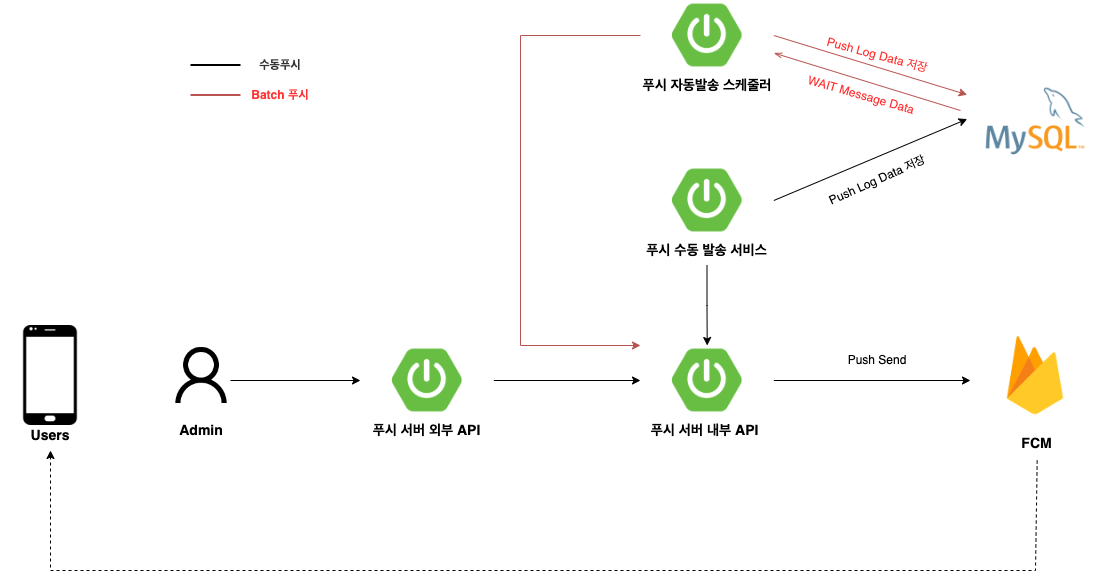 수동푸시
Batch 푸시
푸시 자동발송 스케줄러
Push Log Data 저장
WAIT Message Data
MySQL
Push Log Data 저장
푸시 수동 발송 서비스
Users
Admin
푸시 서버 외부 API
푸시 서버 내부 API
Push Send
FCM